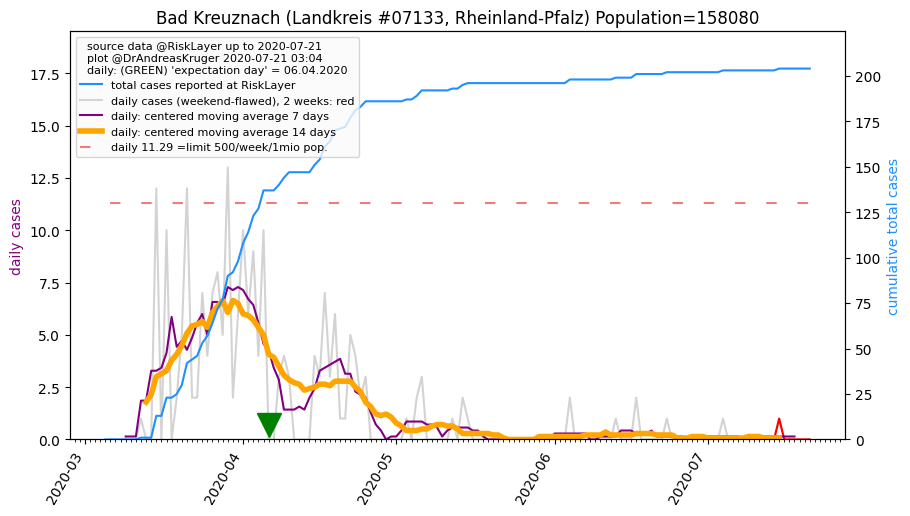 Bad Kreuznach (Landkreis #07133, Rheinland-Pfalz) Population=158080
source data @RiskLayer up to 2020-07-21
plot @DrAndreasKruger 2020-07-21 03:04
daily: (GREEN) 'expectation day' = 06.04.2020
total cases reported at RiskLayer
daily cases (weekend-flawed), 2 weeks: red
daily: centered moving average 7 days
daily: centered moving average 14 days
daily 11.29 =limit 500/week/1mio pop.
daily cases
17.5
15.0
12.5
10.0
7.5
5.0
2.5
0.0
cumulative total cases
200
175
150
125
100
75
50
25
0
2020-03
2020-04
2020-05
2020-06
2020-07